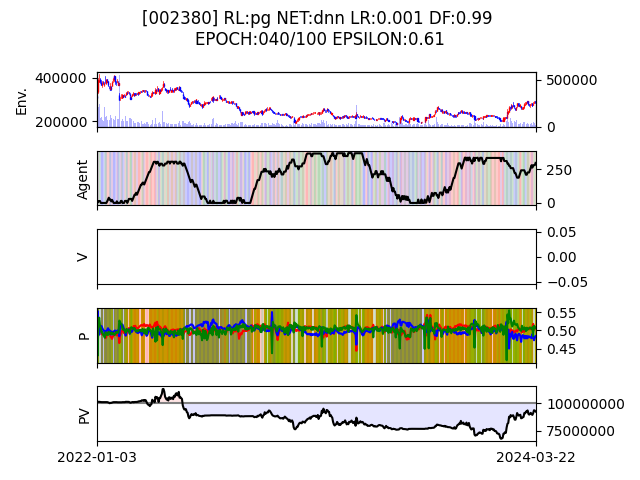 [002380] RL:pg NET:dnn LR:0.001 DF:0.99
EPOCH:040/100 EPSILON:0.61
Env.
400000
200000
500000
0
Agent
250
0
V
0.05
0.00
−0.05
P
0.55
0.50
0.45
PV
100000000
75000000
2022-01-03
2024-03-22